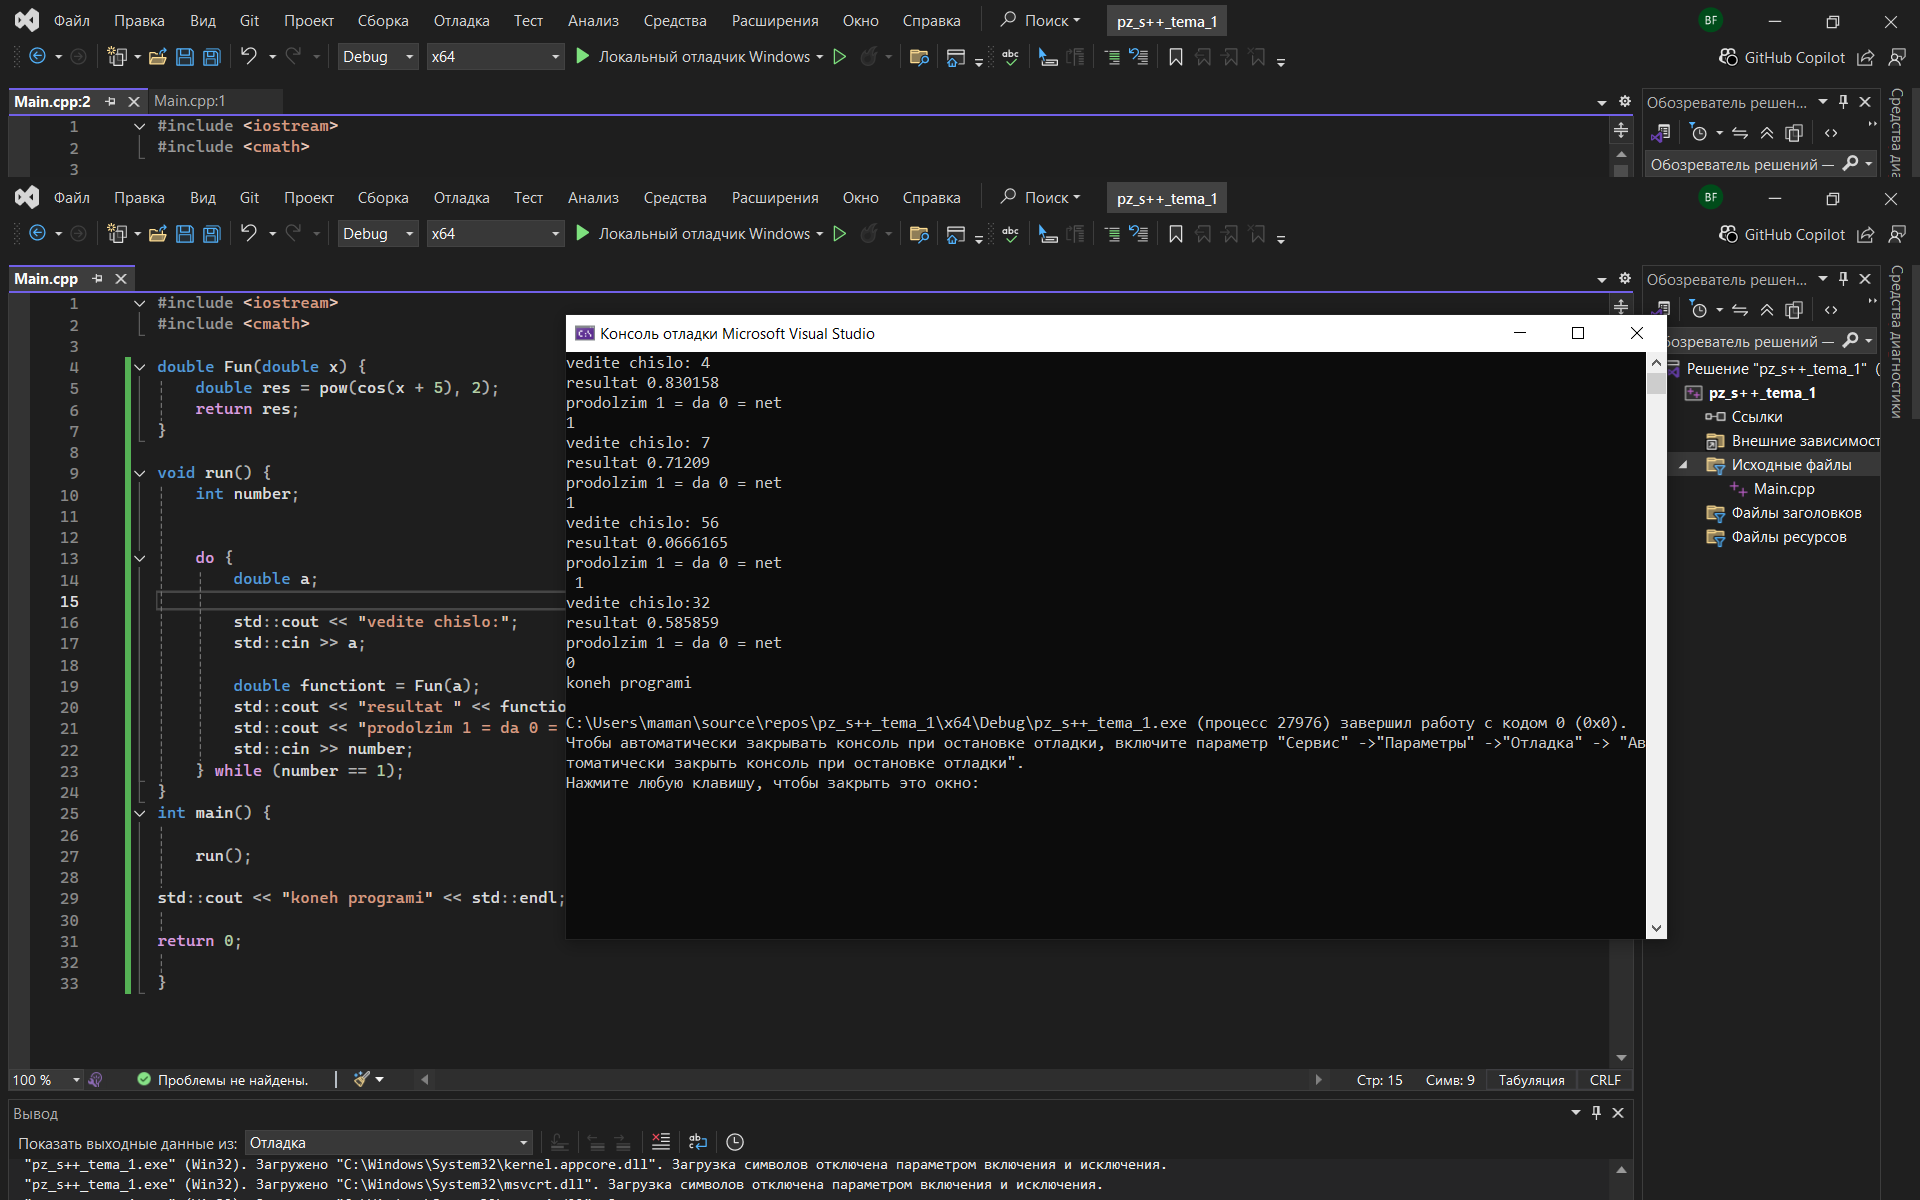 Файл Правка Вид Git Проект Сборка Отладка Тест Анализ Средства Расширения Окно Справка Поиск pz_s++_tema_1 BF
Debug x64 Локальный отладчик Windows GitHub Copilot
Main.cpp:2 Main.cpp:1
Обозреватель решен...
1 #include <iostream>
2 #include <cmath>
3
Обозреватель решений —
Файл Правка Вид Git Проект Сборка Отладка Тест Анализ Средства Расширения Окно Справка Поиск pz_s++_tema_1 BF
Debug x64 Локальный отладчик Windows GitHub Copilot
Main.cpp
1 #include <iostream>
2 #include <cmath>
3
4 double Fun(double x) {
5 double res = pow(cos(x + 5), 2);
6 return res;
7 }
8
9 void run() {
10 int number;
11
12
13 do {
14 double a;
15
16 std::cout << "vedite chislo:";
17 std::cin >> a;
18
19 double functiont = Fun(a);
20 std::cout << "resultat " << functio
21 std::cout << "prodolzim 1 = da 0 =
22 std::cin >> number;
23 } while (number == 1);
24 }
25 int main() {
26
27 run();
28
29 std::cout << "koneh programi" << std::endl;
30
31 return 0;
32
33 }
Консоль отладки Microsoft Visual Studio
vedite chislo: 4
resultat 0.830158
prodolzim 1 = da 0 = net
1
vedite chislo: 7
resultat 0.71209
prodolzim 1 = da 0 = net
1
vedite chislo: 56
resultat 0.0666165
prodolzim 1 = da 0 = net
1
vedite chislo:32
resultat 0.585859
prodolzim 1 = da 0 = net
0
koneh programi
C:\Users\maman\source\repos\pz_s++_tema_1\x64\Debug\pz_s++_tema_1.exe (процесс 27976) завершил работу с кодом 0 (0x0).
Чтобы автоматически закрывать консоль при остановке отладки, включите параметр "Сервис" ->"Параметры" ->"Отладка" -> "Ав
томатически закрыть консоль при остановке отладки".
Нажмите любую клавишу, чтобы закрыть это окно:
Обозреватель решен...
бозреватель решений —
Решение "pz_s++_tema_1" (
pz_s++_tema_1
Ссылки
Внешние зависимост
Исходные файлы
Main.cpp
Файлы заголовков
Файлы ресурсов
Средства диа
Средства диагностики
100 % Проблемы не найдены. Стр: 15 Симв: 9 Табуляция CRLF
Вывод
Показать выходные данные из: Отладка
"pz_s++_tema_1.exe" (Win32). Загружено "C:\Windows\System32\kernel.appcore.dll". Загрузка символов отключена параметром включения и исключения.
"pz_s++_tema_1.exe" (Win32). Загружено "C:\Windows\System32\msvcrt.dll". Загрузка символов отключена параметром включения и исключения.